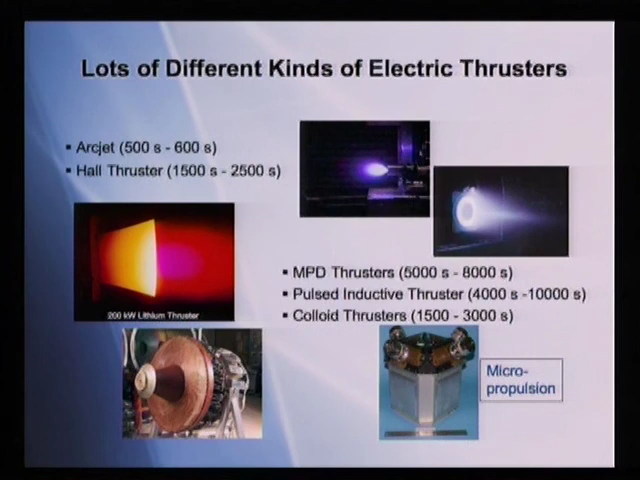 Lots of Different Kinds of Electric Thrusters
▪ Arcjet (500 s - 600 s)
▪ Hall Thruster (1500 s - 2500 s)
▪ MPD Thrusters (5000 s - 8000 s)
▪ Pulsed Inductive Thruster (4000 s -10000 s)
▪ Colloid Thrusters (1500 - 3000 s)
200 kW Lithium Thruster
Micro-
propulsion